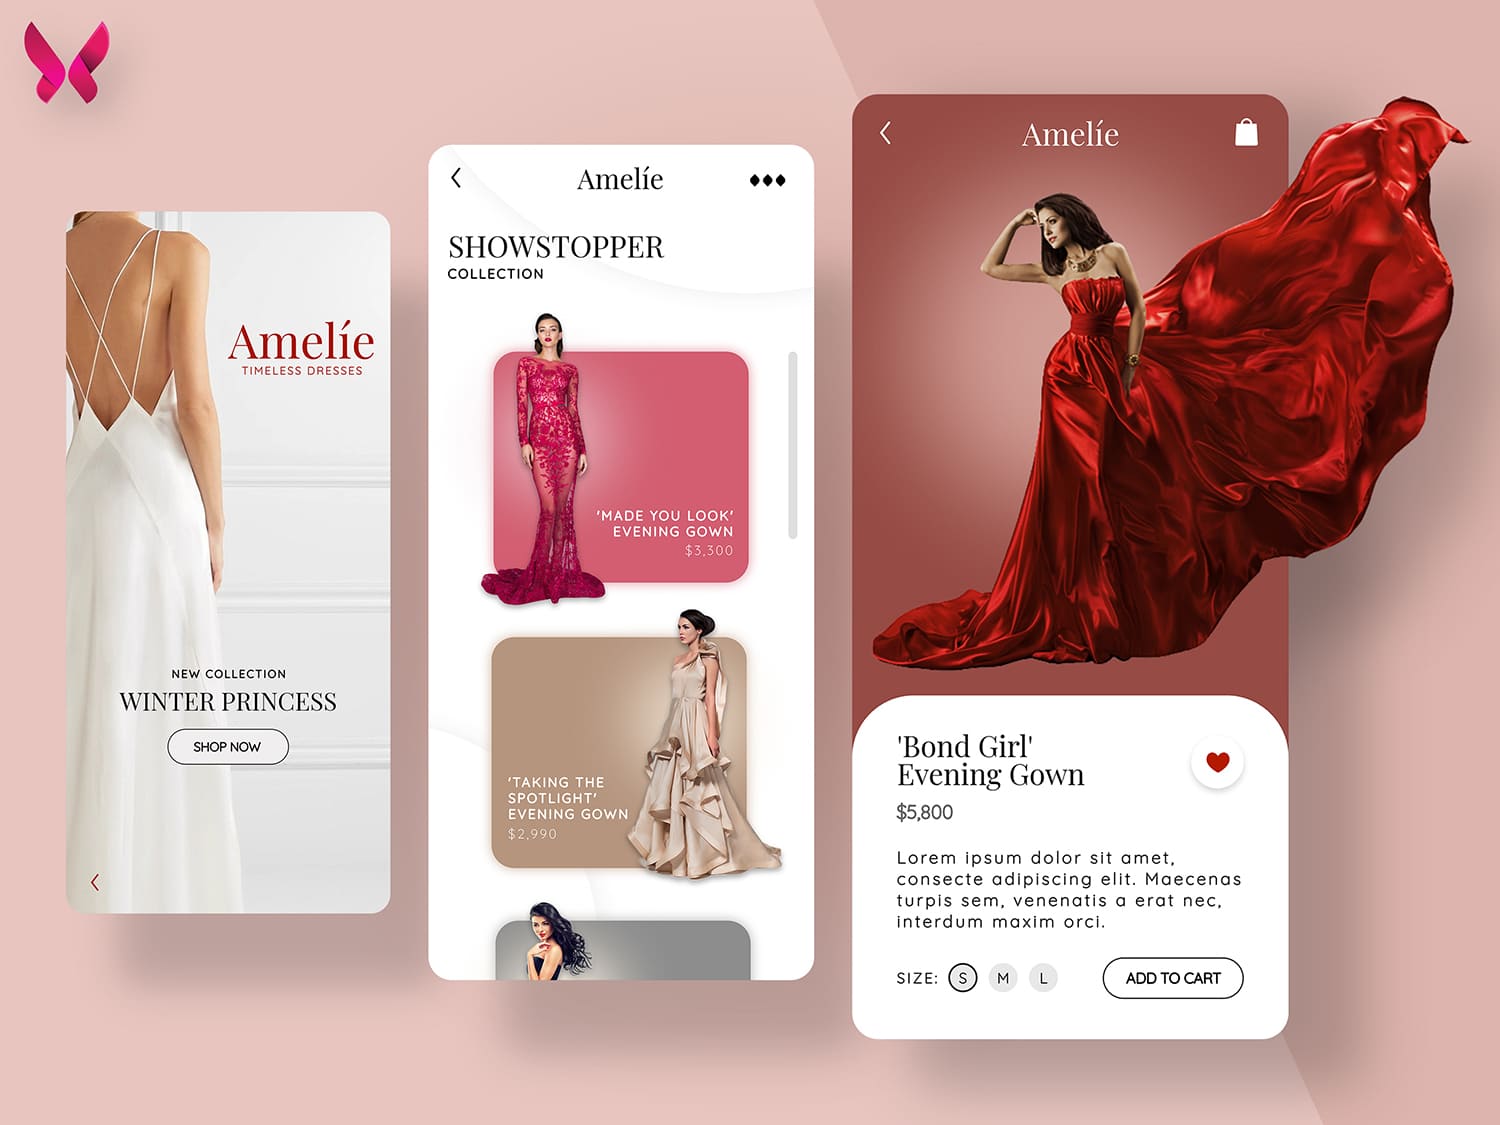 Amelíe
TIMELESS DRESSES
NEW COLLECTION
WINTER PRINCESS
SHOP NOW
Amelíe
SHOWSTOPPER
COLLECTION
'MADE YOU LOOK'
EVENING GOWN
$3,300
'TAKING THE
SPOTLIGHT'
EVENING GOWN
$2,990
Amelíe
'Bond Girl'
Evening Gown
$5,800
Lorem ipsum dolor sit amet,
consecte adipiscing elit. Maecenas
turpis sem, venenatis a erat nec,
interdum maxim orci.
SIZE: S M L
ADD TO CART